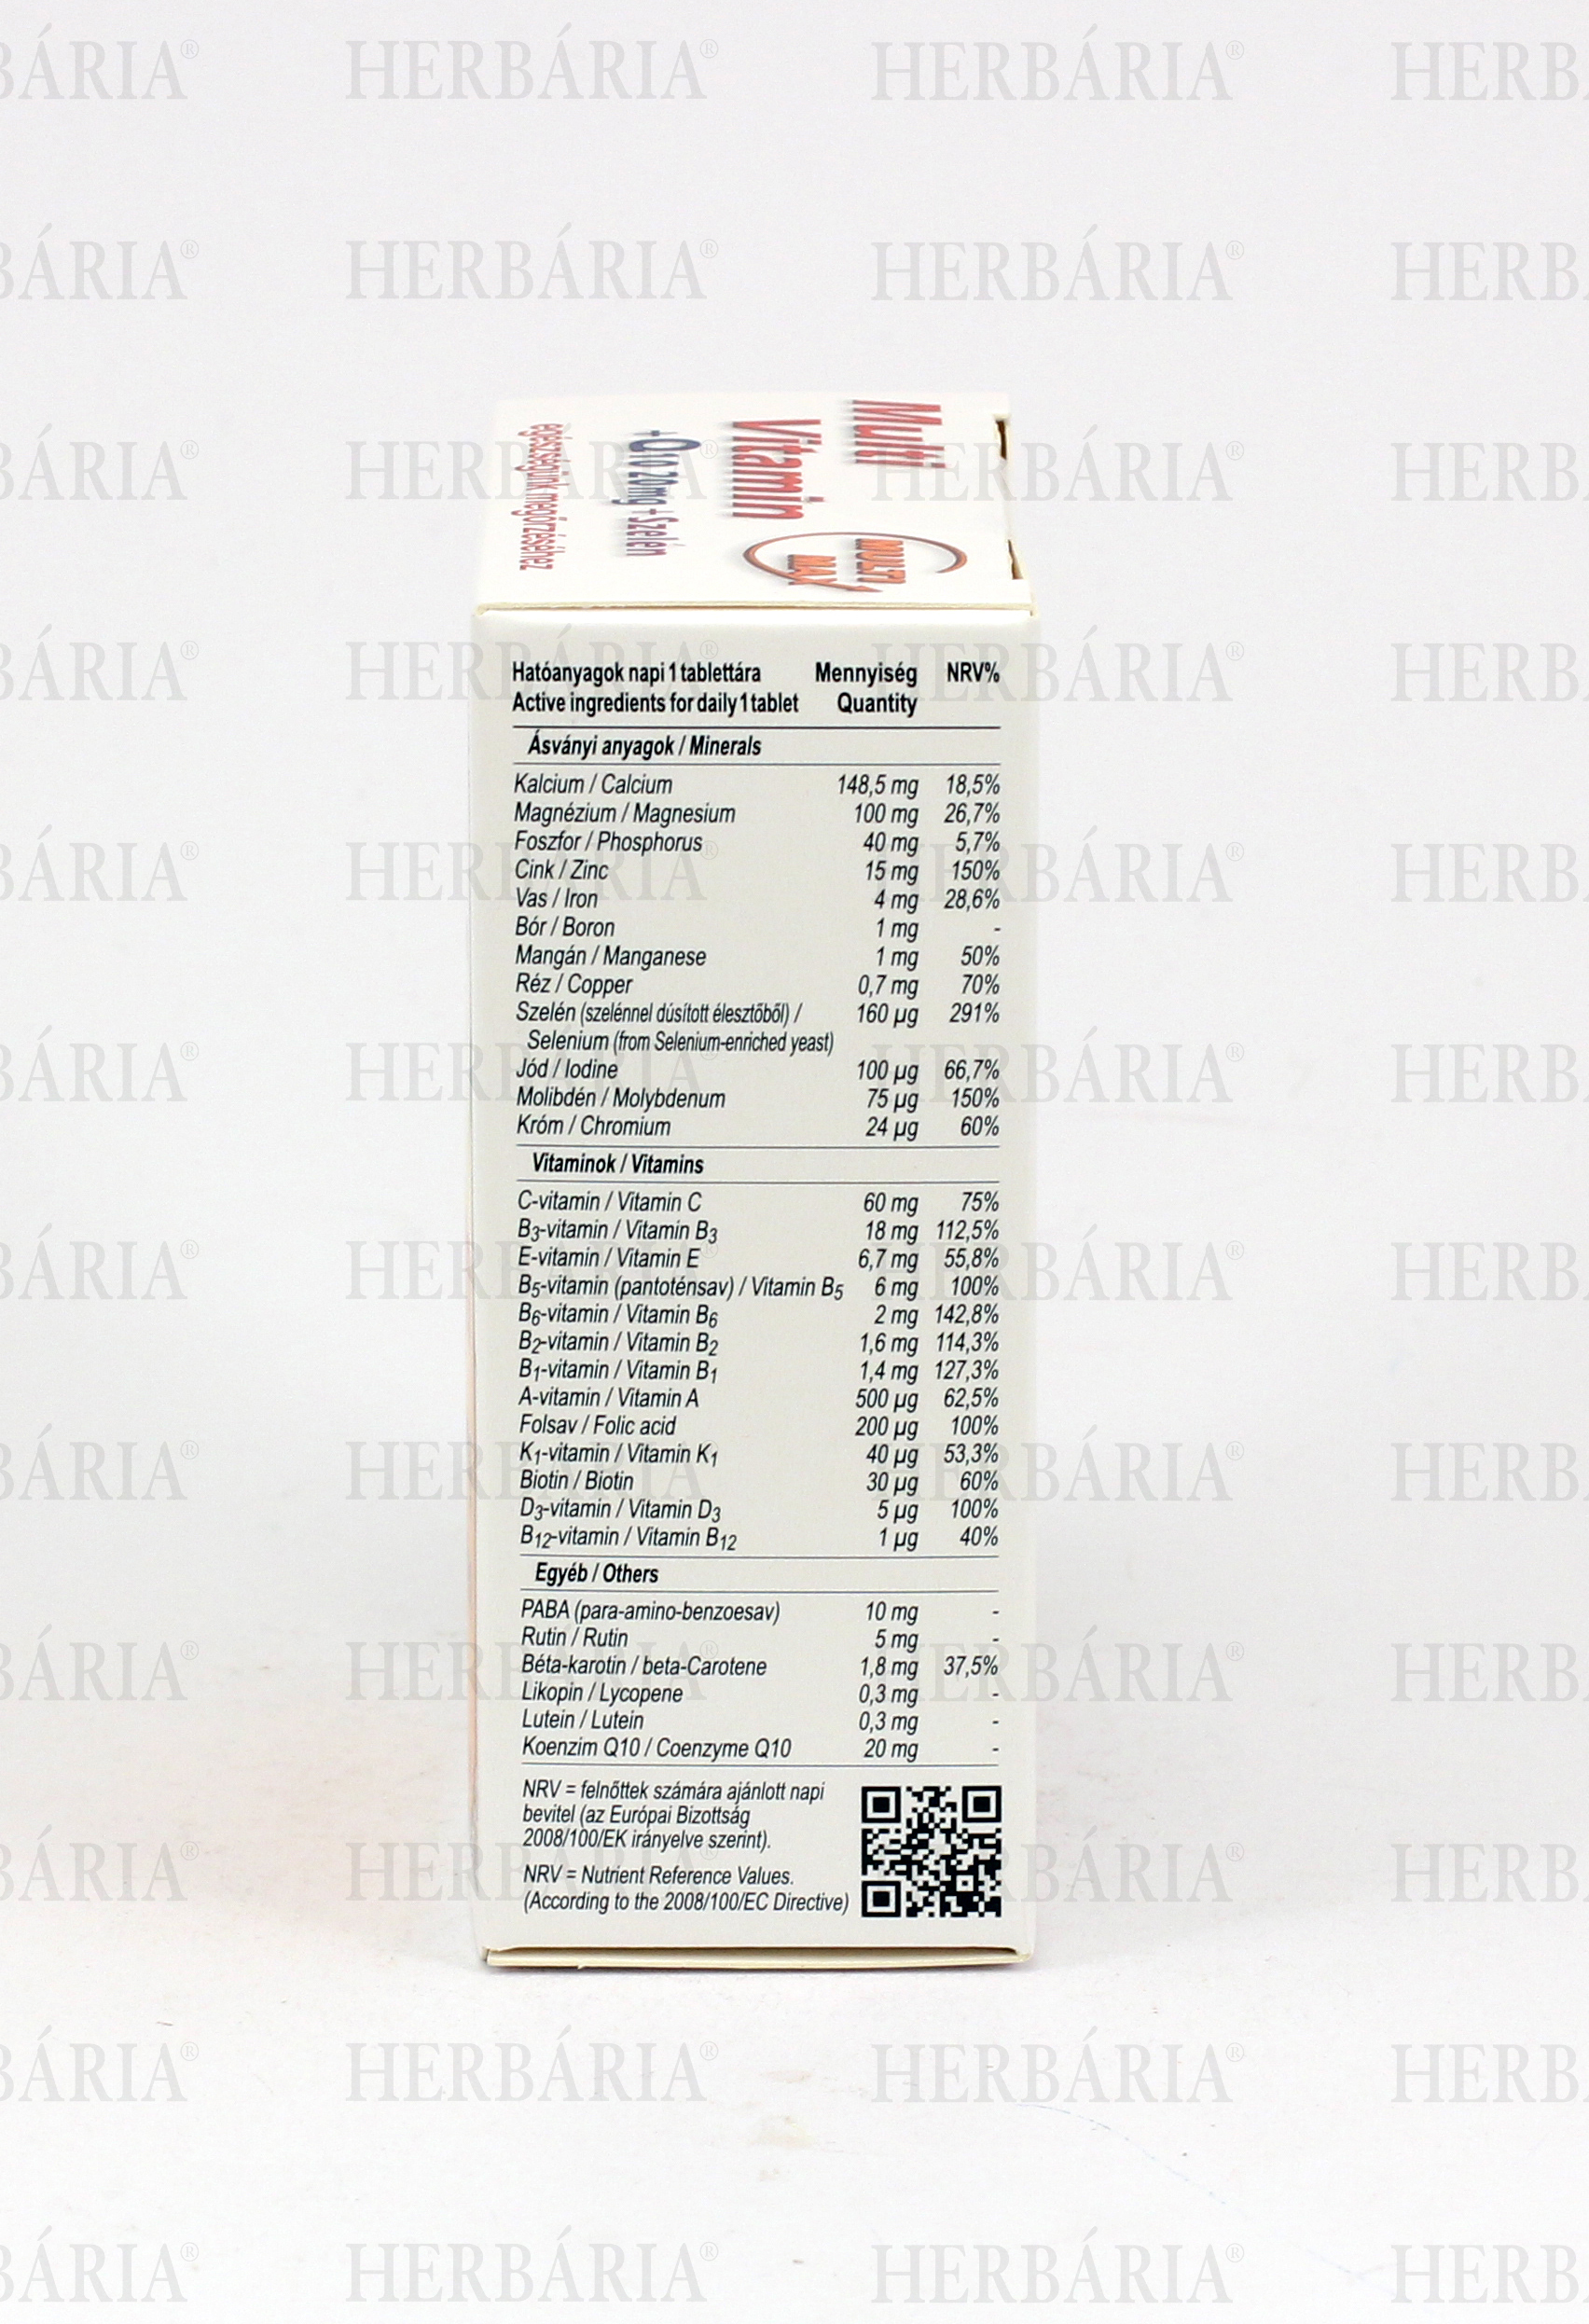 Multi
Vitamin
MULTI
MAX
+ Q10 20mg + Szelén
egészségünk megőrzéséhez
Hatóanyagok napi 1 tablettára Mennyiség NRV%
Active ingredients for daily 1 tablet Quantity
Ásványi anyagok / Minerals
Kalcium / Calcium 148,5 mg 18,5%
Magnézium / Magnesium 100 mg 26,7%
Foszfor / Phosphorus 40 mg 5,7%
Cink / Zinc 15 mg 150%
Vas / Iron 4 mg 28,6%
Bór / Boron 1 mg -
Mangán / Manganese 1 mg 50%
Réz / Copper 0,7 mg 70%
Szelén (szelénnel dúsított élesztőből) / 160 µg 291%
Selenium (from Selenium-enriched yeast)
Jód / Iodine 100 µg 66,7%
Molibdén / Molybdenum 75 µg 150%
Króm / Chromium 24 µg 60%
Vitaminok / Vitamins
C-vitamin / Vitamin C 60 mg 75%
B3-vitamin / Vitamin B3 18 mg 112,5%
E-vitamin / Vitamin E 6,7 mg 55,8%
B5-vitamin (pantoténsav) / Vitamin B5 6 mg 100%
B6-vitamin / Vitamin B6 2 mg 142,8%
B2-vitamin / Vitamin B2 1,6 mg 114,3%
B1-vitamin / Vitamin B1 1,4 mg 127,3%
A-vitamin / Vitamin A 500 µg 62,5%
Folsav / Folic acid 200 µg 100%
K1-vitamin / Vitamin K1 40 µg 53,3%
Biotin / Biotin 30 µg 60%
D3-vitamin / Vitamin D3 5 µg 100%
B12-vitamin / Vitamin B12 1 µg 40%
Egyéb / Others
PABA (para-amino-benzoesav) 10 mg -
Rutin / Rutin 5 mg -
Béta-karotin / beta-Carotene 1,8 mg 37,5%
Likopin / Lycopene 0,3 mg -
Lutein / Lutein 0,3 mg -
Koenzim Q10 / Coenzyme Q10 20 mg -
NRV = felnőttek számára ajánlott napi
bevitel (az Európai Bizottság
2008/100/EK irányelve szerint).
NRV = Nutrient Reference Values.
(According to the 2008/100/EC Directive)
HERBÁRIA®